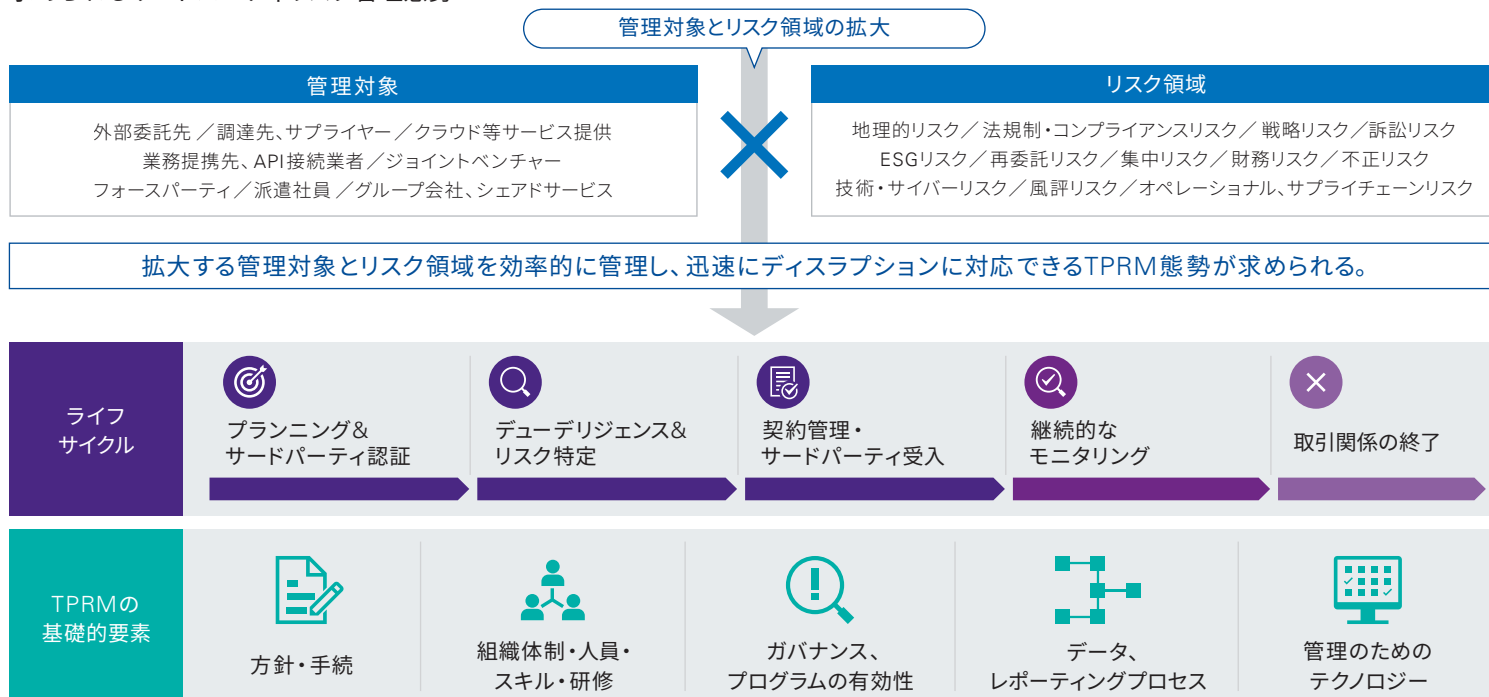 管理対象とリスク領域の拡大
管理対象
外部委託先／調達先、サプライヤー／クラウド等サービス提供
業務提携先、API接続業者／ジョイントベンチャー
フォースパーティ／派遣社員／グループ会社、シェアドサービス
リスク領域
地理的リスク／法規制・コンプライアンスリスク／戦略リスク／訴訟リスク
ESGリスク／再委託リスク／集中リスク／財務リスク／不正リスク
技術・サイバーリスク／風評リスク／オペレーショナル、サプライチェーンリスク
拡大する管理対象とリスク領域を効率的に管理し、迅速にディスラプションに対応できるTPRM態勢が求められる。
ライフ
サイクル
プランニング＆
サードパーティ認証
デューデリジェンス＆
リスク特定
契約管理・
サードパーティ受入
継続的な
モニタリング
取引関係の終了
TPRMの
基礎的要素
方針・手続
組織体制・人員・
スキル・研修
ガバナンス、
プログラムの有効性
データ、
レポーティングプロセス
管理のための
テクノロジー